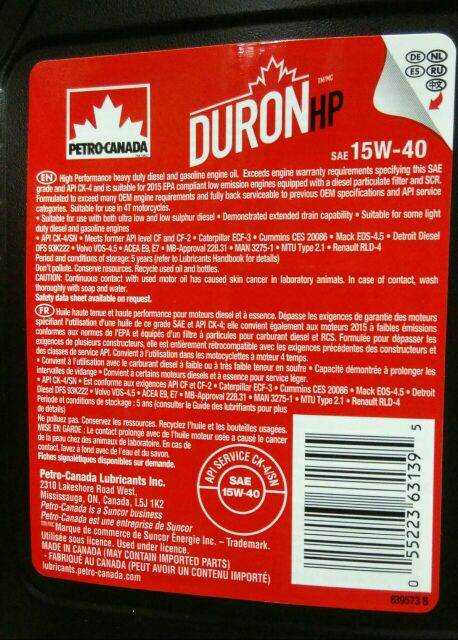 DE NL
ES RU
中文
PETRO-CANADA
TM/MC
DURON HP
TM/MC
SAE 15W-40
EN High Performance heavy duty diesel and gasoline engine oil. Exceeds engine warranty requirements specifying this SAE
grade and API CK-4 and is suitable for 2015 EPA compliant low emission engines equipped with a diesel particulate filter and SCR.
Formulated to exceed many OEM engine requirements and fully back serviceable to previous OEM specifications and API service
categories. Suitable for use in 4T motorcycles.
• Suitable for use with both ultra low and low sulphur diesel • Demonstrated extended drain capability • Suitable for some light
duty diesel and gasoline engines
• API CK-4/SN • Meets former API level CF and CF-2 • Caterpillar ECF-3 • Cummins CES 20086 • Mack EOS-4.5 • Detroit Diesel
DFS 93K222 • Volvo VDS-4.5 • ACEA E9, E7 • MB-Approval 228.31 • MAN 3275-1 • MTU Type 2.1 • Renault RLD-4
Period and conditions of storage: 5 years (refer to Lubricants Handbook for details)
Don't pollute. Conserve resources. Recycle used oil and bottles.
CAUTION: Continuous contact with used motor oil has caused skin cancer in laboratory animals. In case of contact, wash
thoroughly with soap and water.
Safety data sheet available on request.
FR Huile haute tenue et haute performance pour moteurs diesel et à essence. Dépasse les exigences de garantie des moteurs
spécifiant l'utilisation d'une huile de ce grade SAE et API CK-4; elle convient également aux moteurs 2015 à faibles émissions
conformes aux normes de l'EPA et équipés d'un filtre à particules pour carburant diesel et RCS. Formulée pour dépasser les
exigences de plusieurs constructeurs, elle est entièrement rétrocompatible avec les exigences précédentes des constructeurs et
des classes de service API. Convient à l'utilisation dans les motocyclettes à moteur 4 temps.
• Convient à l'utilisation avec le carburant diesel à faible ou à très faible teneur en soufre • Capacité démontrée à prolonger les
intervalles de vidange • Convient à certains moteurs diesels et à essence pour service léger.
• API CK-4/SN • Est conforme aux exigences API CF et CF-2 • Caterpillar ECF-3 • Cummins CES 20086 • Mack EOS-4.5 • Detroit
Diesel DFS 93K222 • Volvo VDS-4.5 • ACEA E9, E7 • MB-Approval 228.31 • MAN 3275-1 • MTU Type 2.1 • Renault RLD-4
Période et conditions de stockage : 5 ans (consulter le Guide des lubrifiants pour plus
de détails)
Ne polluez pas. Conservez les ressources. Recyclez l'huile et les bouteilles usagées.
MISE EN GARDE : Le contact prolongé avec de l'huile moteur usée a causé le cancer
de la peau chez des animaux de laboratoire. En cas de
contact, lavez à fond avec de l'eau et du savon.
Fiches signalétiques disponibles sur demande.
Petro-Canada Lubricants Inc.
2310 Lakeshore Road West,
Mississauga, ON, Canada, L5J 1K2
Petro-Canada is a Suncor business
Petro-Canada est une entreprise de Suncor
TM/MC Marque de commerce de Suncor Energie Inc. – Trademark.
Utilisée sous licence. Used under licence.
MADE IN CANADA (MAY CONTAIN IMPORTED PARTS)
- FABRIQUÉ AU CANADA (PEUT AVOIR UN CONTENU IMPORTÉ)
lubricants.petro-canada.com
API SERVICE CK-4/SN
SAE
15W-40
0 55223 63139 5
639573 B